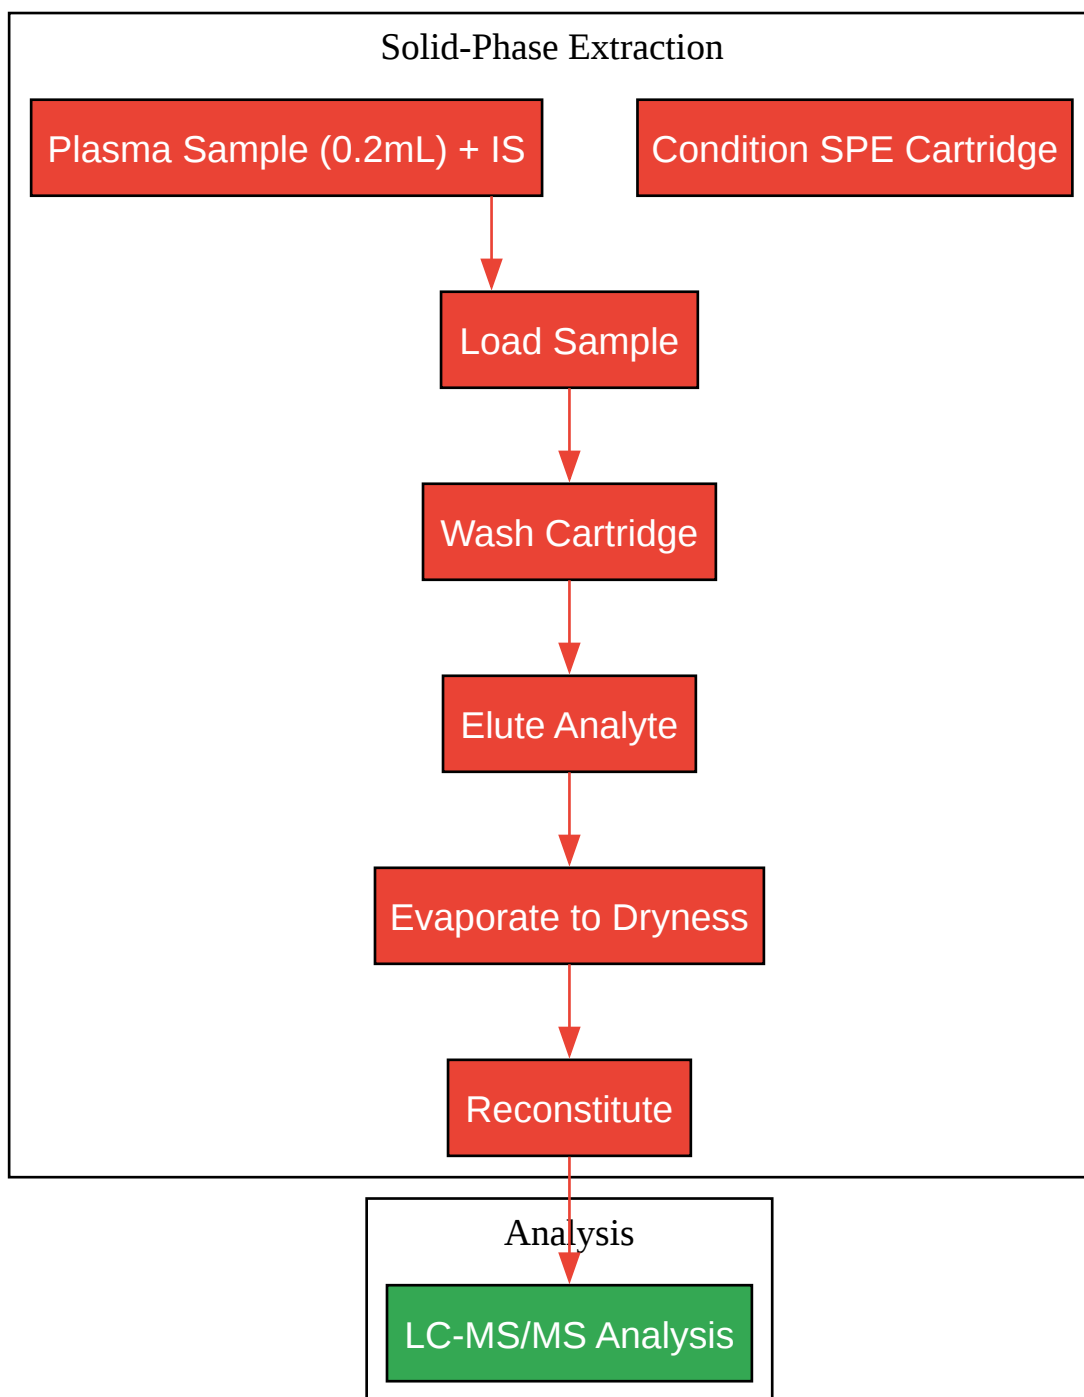 Solid-Phase Extraction
Plasma Sample (0.2mL) + IS
Condition SPE Cartridge
Load Sample
Wash Cartridge
Elute Analyte
Evaporate to Dryness
Reconstitute
Analysis
LC-MS/MS Analysis